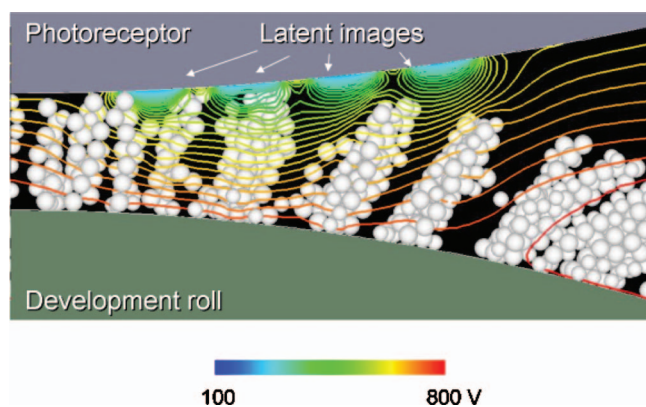 Photoreceptor
Latent images
Development roll
100
800 V